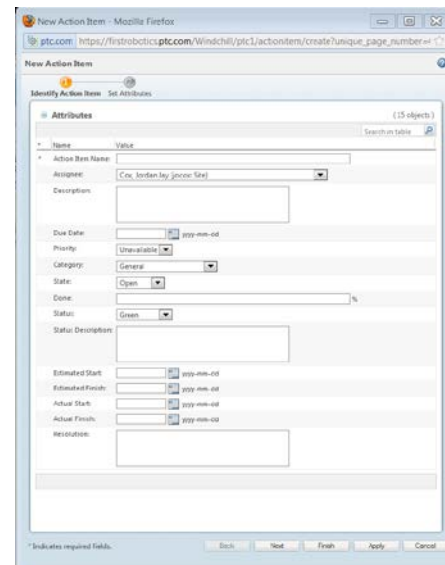 New Action Item - Mozilla Firefox
ptc.com https://firstrobotics.ptc.com/Windchill/ptc1/actionitem/create?unique_page_number=
New Action Item
1
Identify Action Item Set Attributes
Attributes (15 objects)
Search in table
* Name Value
* Action Item Name:
Assignee: Cox, Jordan Jay (jncox: Site)
Description:
Due Date: yyyy-mm-dd
Priority: Unavailable
Category: General
State: Open
Done: %
Status: Green
Status Description:
Estimated Start: yyyy-mm-dd
Estimated Finish: yyyy-mm-dd
Actual Start: yyyy-mm-dd
Actual Finish: yyyy-mm-dd
Resolution:
* Indicates required fields. Back Next Finish Apply Cancel